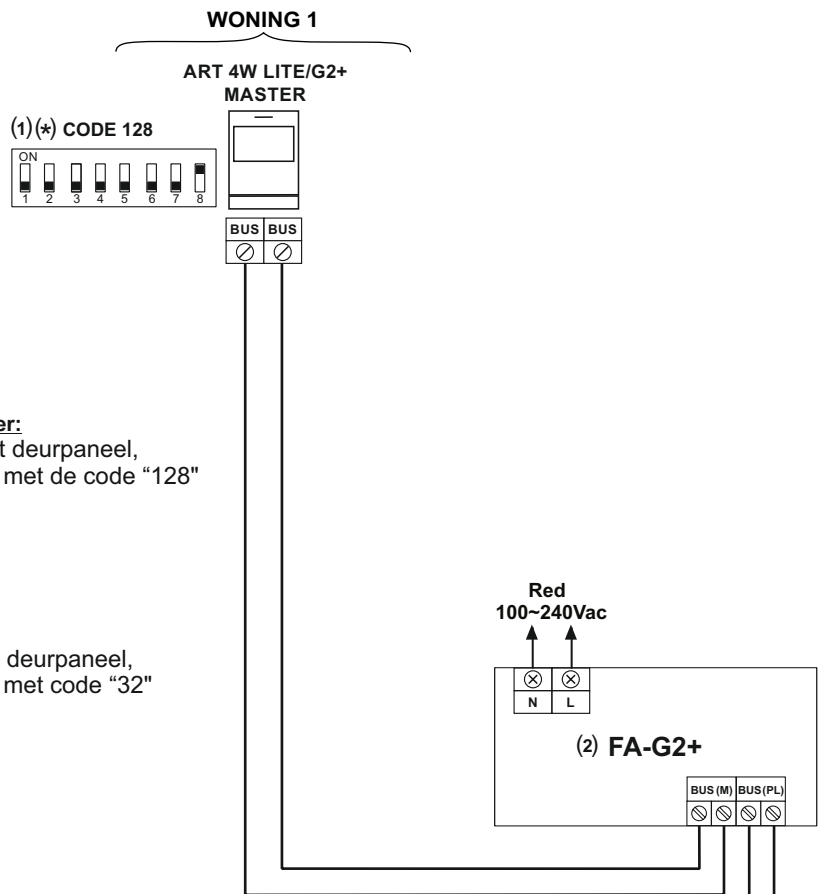 WONING 1
ART 4W LITE/G2+
MASTER
(1)(*) CODE 128
ON
1 2 3 4 5 6 7 8
BUS BUS
er:
t deurpaneel,
met de code “128"
deurpaneel,
met code “32"
Red
100~240Vac
N L
(2) FA-G2+
BUS (M) BUS (PL)